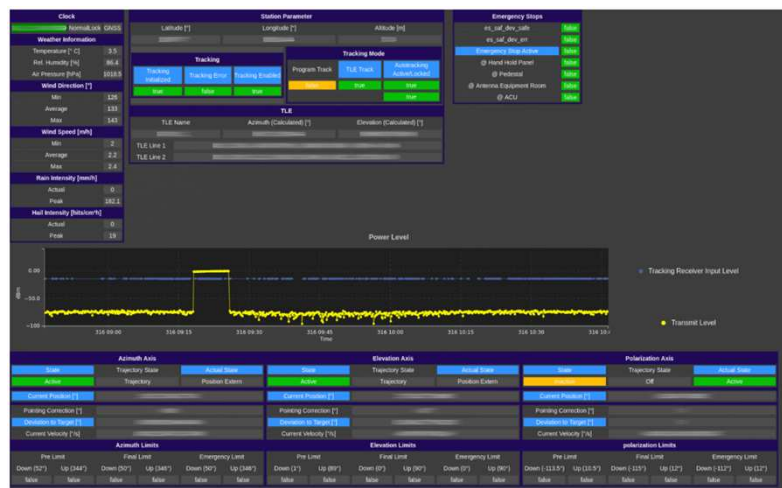 Clock
NormalLock GNSS
Weather Information
Temperature [° C] 3.5
Rel. Humidity [%] 86.4
Air Pressure [hPa] 1010.5
Wind Direction [°]
Min 126
Average 133
Max 143
Wind Speed [m/h]
Min 2
Average 2.2
Max 2.4
Rain Intensity [mm/h]
Actual 0
Peak 182.1
Hail Intensity [hits/cm²h]
Actual 0
Peak 19
Station Parameter
Latitude [°] Longitude [°] Altitude [m]
Tracking
Tracking Initialized Tracking Error Tracking Enabled
true false true
Tracking Mode
Program Track TLE Track Autotracking Active/Locked
false true true
true
TLE
TLE Name Azimuth (Calculated) [°] Elevation (Calculated) [°]
TLE Line 1
TLE Line 2
Emergency Stops
es_saf_dev_safe false
es_saf_dev_err false
Emergency Stop Active false
@ Hand Hold Panel false
@ Pedestal false
@ Antenna Equipment Room false
@ ACU false
Power Level
dBm
0.00
-50.0
-100
316 09:00 316 09:15 316 09:30 316 09:45 316 10:00 316 10:15 316 10:30
Time
Tracking Receiver Input Level
Transmit Level
Azimuth Axis
State Trajectory State Actual State
Active Trajectory Position Extern
Current Position [°]
Pointing Correction [°]
Deviation to Target [°]
Current Velocity [°/s]
Azimuth Limits
Pre Limit Final Limit Emergency Limit
Down (52°) Up (344°) Down (50°) Up (346°) Down (50°) Up (346°)
false false false false false false
Elevation Axis
State Trajectory State Actual State
Active Trajectory Position Extern
Current Position [°]
Pointing Correction [°]
Deviation to Target [°]
Current Velocity [°/s]
Elevation Limits
Pre Limit Final Limit Emergency Limit
Down (1°) Up (89°) Down (0°) Up (90°) Down (0°) Up (90°)
false false false false false false
Polarization Axis
State Trajectory State Actual State
Inactive Off Active
Current Position [°]
Pointing Correction [°]
Deviation to Target [°]
Current Velocity [°/s]
polarization Limits
Pre Limit Final Limit Emergency Limit
Down (-113.5°) Up (10.5°) Down (-115°) Up (12°) Down (-112°) Up (12°)
false false false false false false